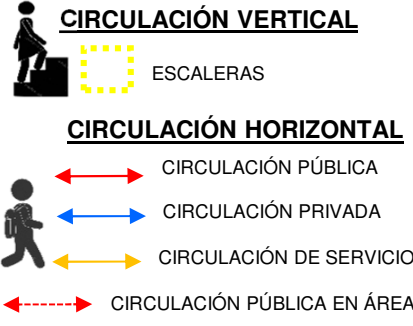 CIRCULACIÓN VERTICAL
ESCALERAS
CIRCULACIÓN HORIZONTAL
CIRCULACIÓN PÚBLICA
CIRCULACIÓN PRIVADA
CIRCULACIÓN DE SERVICIO
CIRCULACIÓN PÚBLICA EN ÁREA